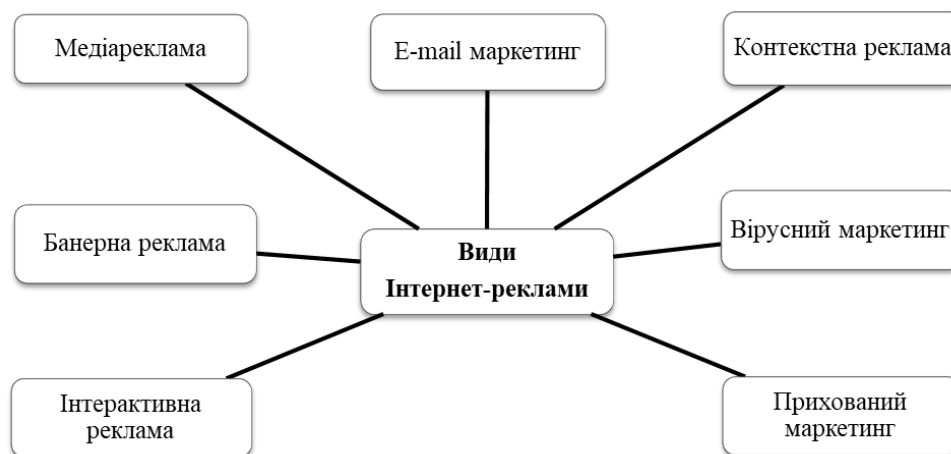 Медіареклама
E-mail маркетинг
Контекстна реклама
Банерна реклама
Види
Інтернет-реклами
Вірусний маркетинг
Інтерактивна
реклама
Прихований
маркетинг